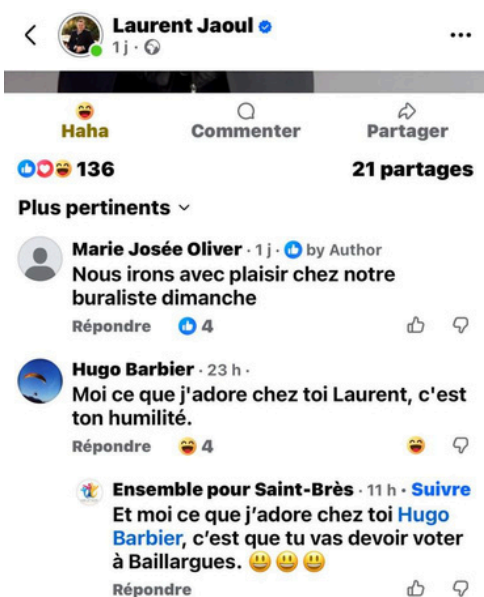 Laurent Jaoul
1 j ·
Haha
Commenter
Partager
136
21 partages
Plus pertinents
Marie Josée Oliver · 1 j · by Author
Nous irons avec plaisir chez notre
buraliste dimanche
Répondre 4
Hugo Barbier · 23 h ·
Moi ce que j'adore chez toi Laurent, c'est
ton humilité.
Répondre 😄 4
Ensemble pour Saint-Brès · 11 h · Suivre
Et moi ce que j’adore chez toi Hugo
Barbier, c’est que tu vas devoir voter
à Baillargues. 😃 😃 😃
Répondre